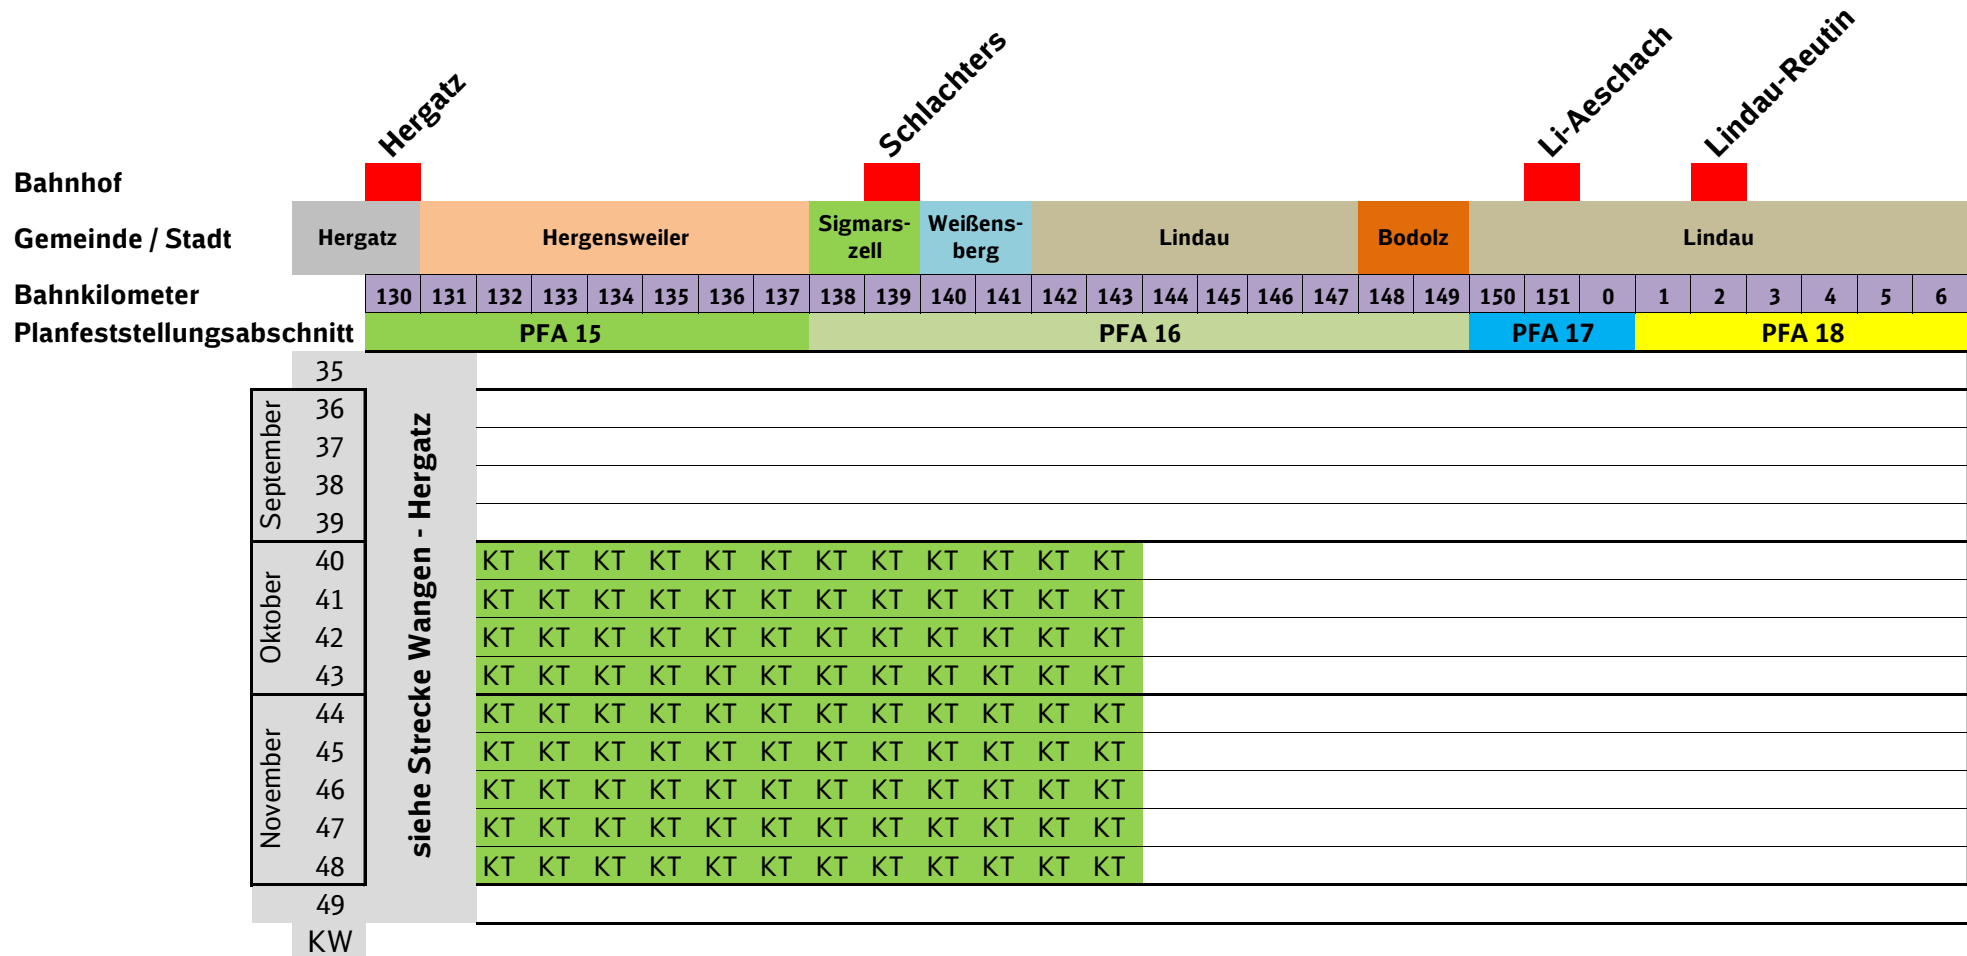 Hergatz
Schlachters
Li-Aeschach
Lindau-Reutin
Bahnhof
Gemeinde / Stadt Hergatz Hergensweiler Sigmars- Weißens- Lindau Bodolz Lindau
zell berg
Bahnkilometer 130 131 132 133 134 135 136 137 138 139 140 141 142 143 144 145 146 147 148 149 150 151 0 1 2 3 4 5 6
Planfeststellungsabschnitt PFA 15 PFA 16 PFA 17 PFA 18
siehe Strecke Wangen - Hergatz
35
September
36
37
38
39
Oktober
40 KT KT KT KT KT KT KT KT KT KT KT KT
41 KT KT KT KT KT KT KT KT KT KT KT KT
42 KT KT KT KT KT KT KT KT KT KT KT KT
43 KT KT KT KT KT KT KT KT KT KT KT KT
November
44 KT KT KT KT KT KT KT KT KT KT KT KT
45 KT KT KT KT KT KT KT KT KT KT KT KT
46 KT KT KT KT KT KT KT KT KT KT KT KT
47 KT KT KT KT KT KT KT KT KT KT KT KT
48 KT KT KT KT KT KT KT KT KT KT KT KT
49
KW